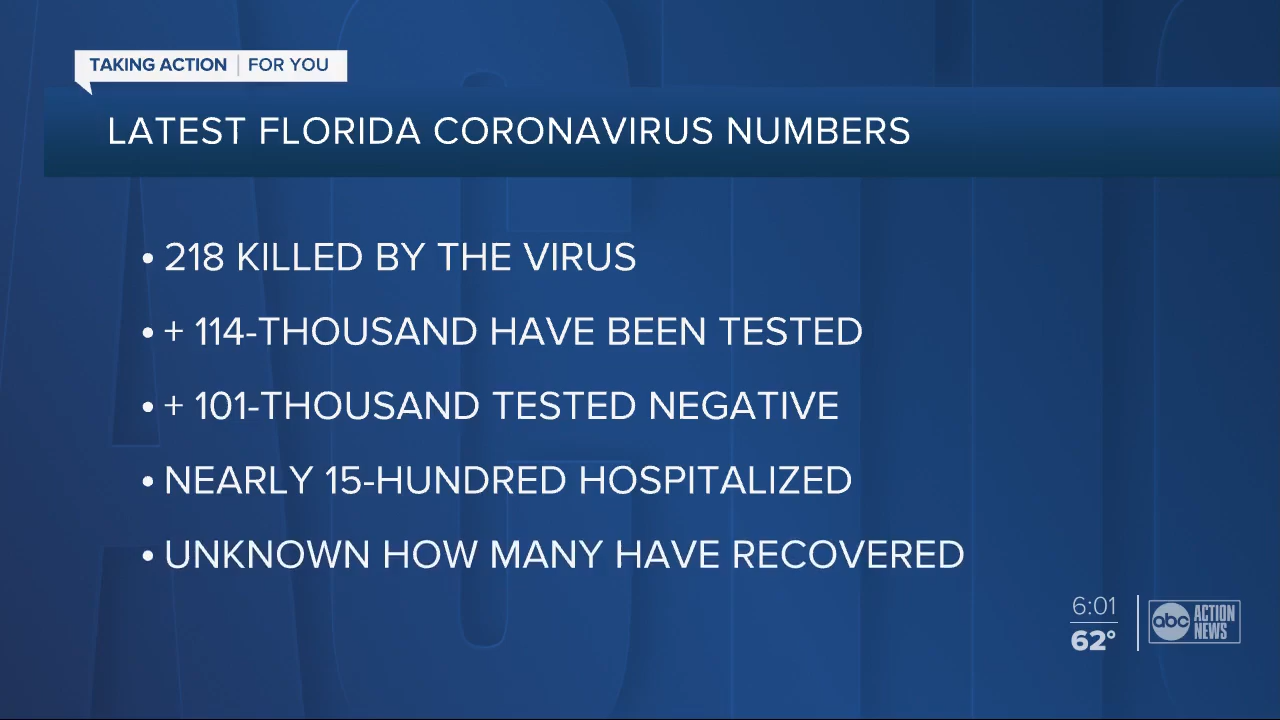 TAKING ACTION | FOR YOU
LATEST FLORIDA CORONAVIRUS NUMBERS
• 218 KILLED BY THE VIRUS
• + 114-THOUSAND HAVE BEEN TESTED
• + 101-THOUSAND TESTED NEGATIVE
• NEARLY 15-HUNDRED HOSPITALIZED
• UNKNOWN HOW MANY HAVE RECOVERED
6:01
62°
abc ACTION NEWS